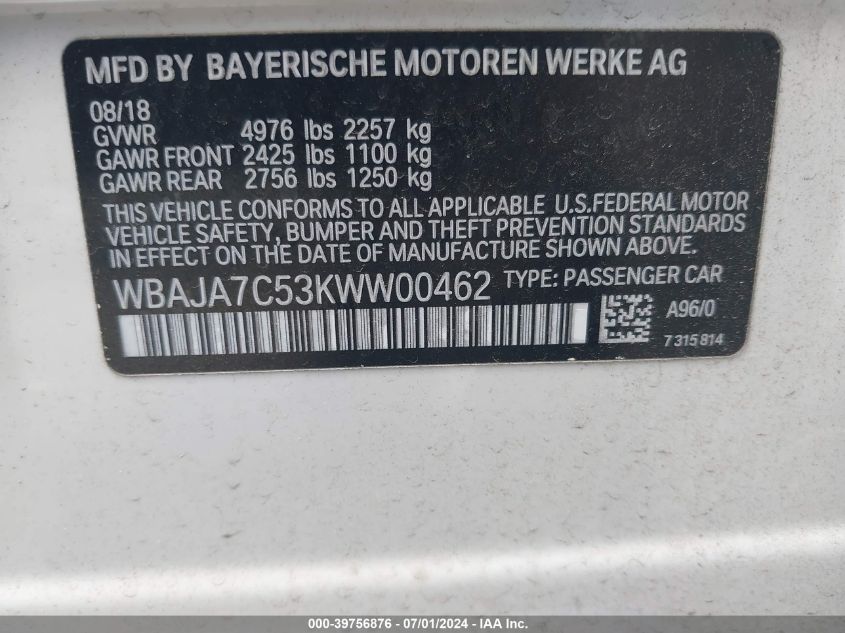 MFD BY BAYERISCHE MOTOREN WERKE AG
08/18
GVWR 4976 lbs 2257 kg
GAWR FRONT 2425 lbs 1100 kg
GAWR REAR 2756 lbs 1250 kg
THIS VEHICLE CONFORMS TO ALL APPLICABLE U.S.FEDERAL MOTOR
VEHICLE SAFETY, BUMPER AND THEFT PREVENTION STANDARDS
IN EFFECT ON THE DATE OF MANUFACTURE SHOWN ABOVE.
WBAJA7C53KWW00462 TYPE: PASSENGER CAR
A96/0
7 315 814
000-39756876 - 07/01/2024 - IAA Inc.